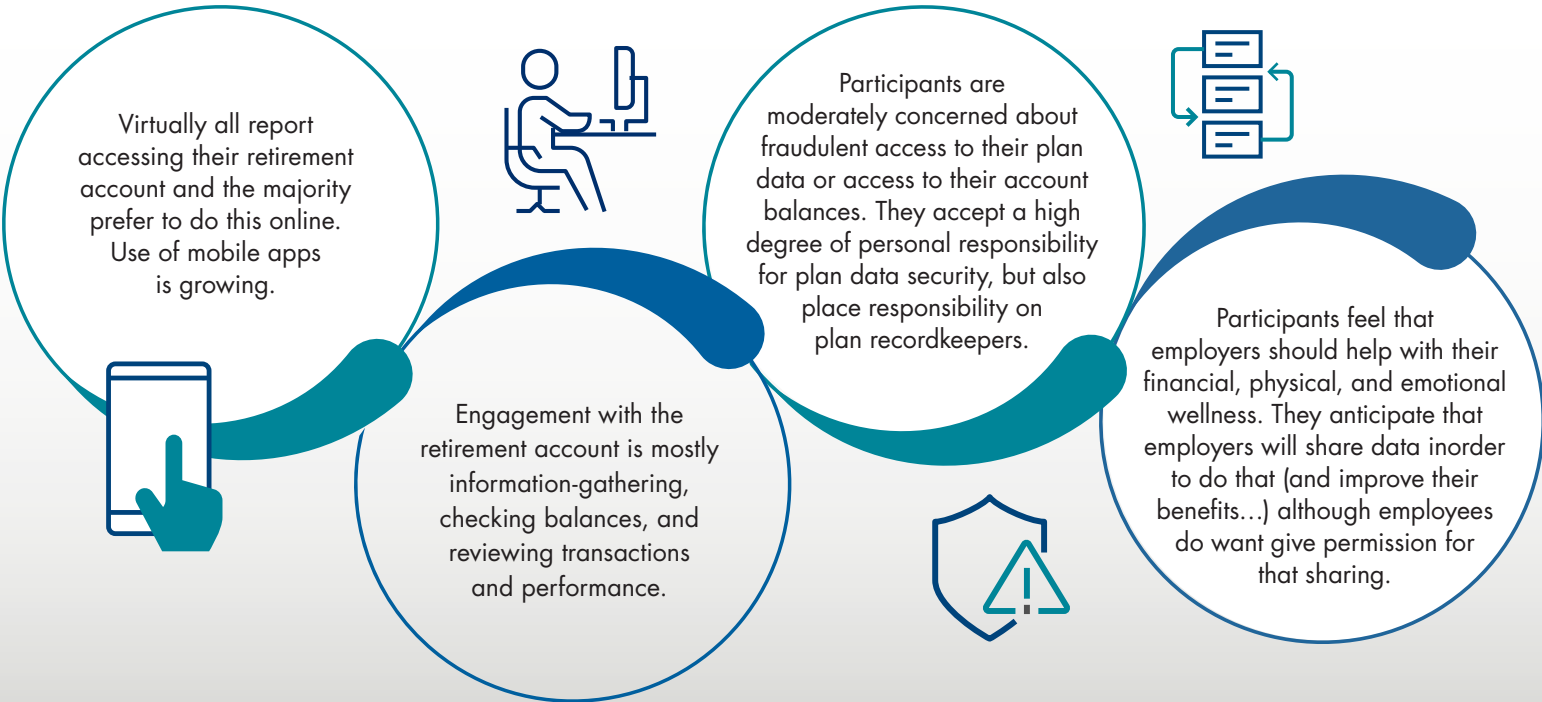 Virtually all report
accessing their retirement
account and the majority
prefer to do this online.
Use of mobile apps
is growing.
Engagement with the
retirement account is mostly
information-gathering,
checking balances, and
reviewing transactions
and performance.
Participants are
moderately concerned about
fraudulent access to their plan
data or access to their account
balances. They accept a high
degree of personal responsibility
for plan data security, but also
place responsibility on
plan recordkeepers.
Participants feel that
employers should help with their
financial, physical, and emotional
wellness. They anticipate that
employers will share data inorder
to do that (and improve their
benefits...) although employees
do want give permission for
that sharing.